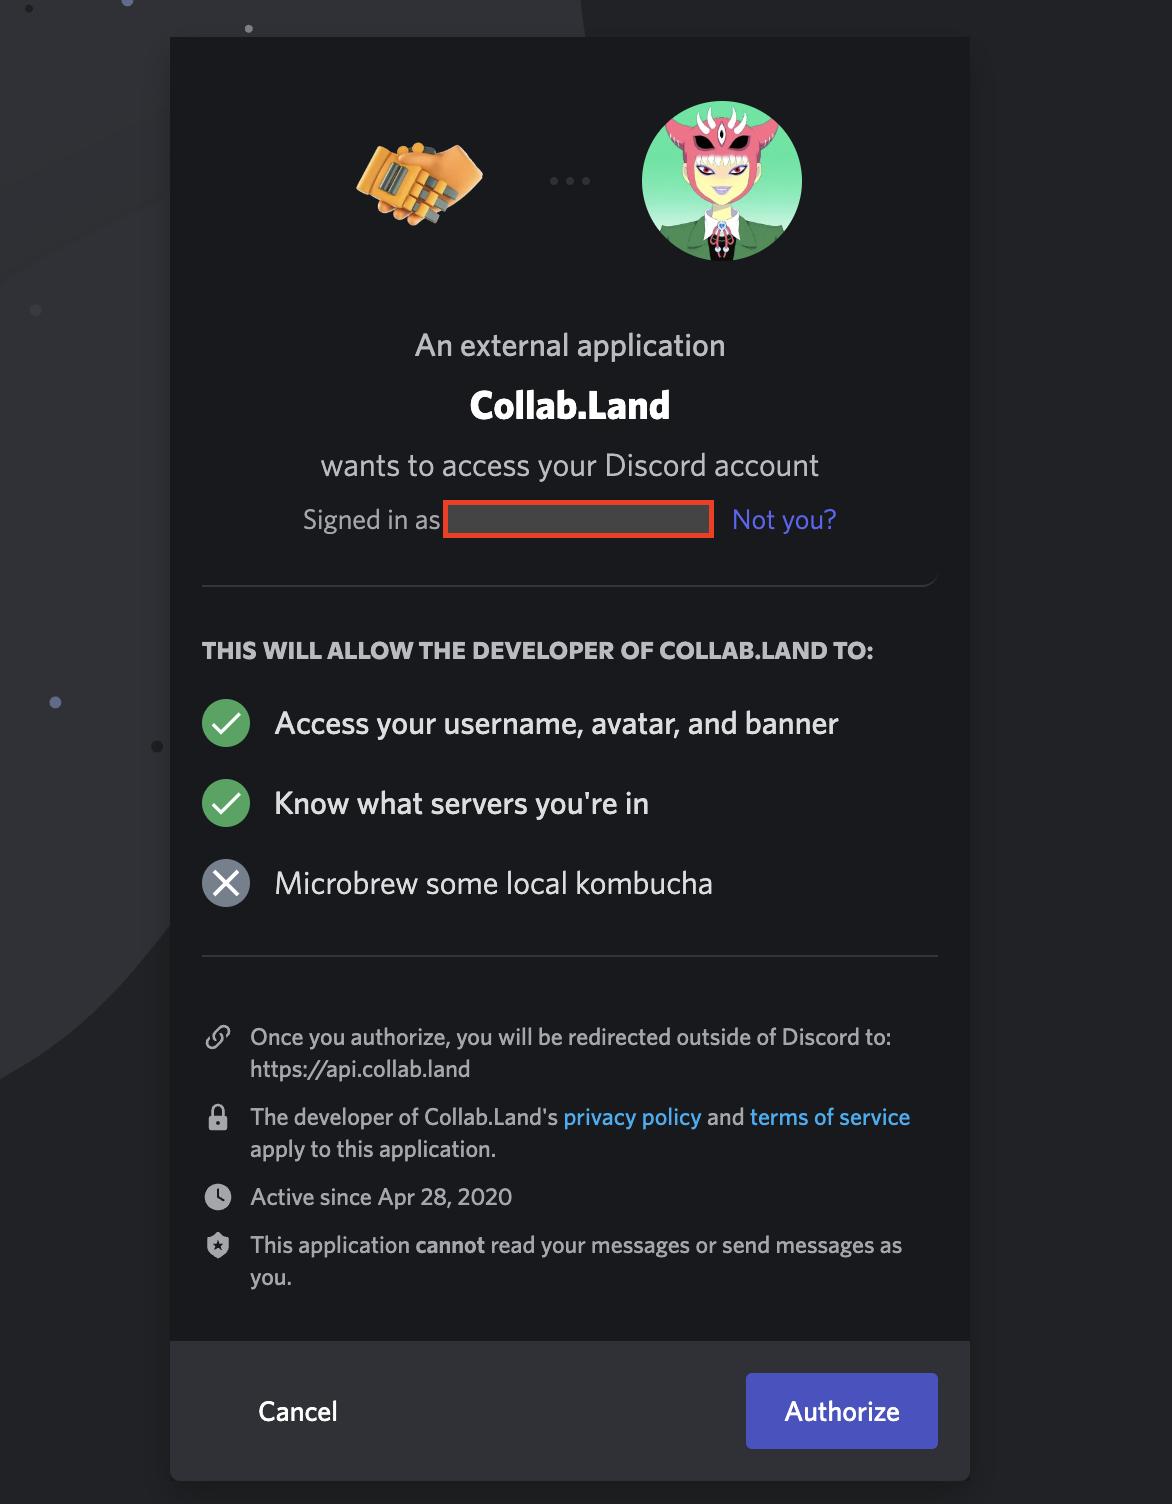 An external application
Collab.Land
wants to access your Discord account
Signed in as Not you?
THIS WILL ALLOW THE DEVELOPER OF COLLAB.LAND TO:
Access your username, avatar, and banner
Know what servers you're in
Microbrew some local kombucha
Once you authorize, you will be redirected outside of Discord to:
https://api.collab.land
The developer of Collab.Land's privacy policy and terms of service
apply to this application.
Active since Apr 28, 2020
This application cannot read your messages or send messages as
you.
Cancel Authorize